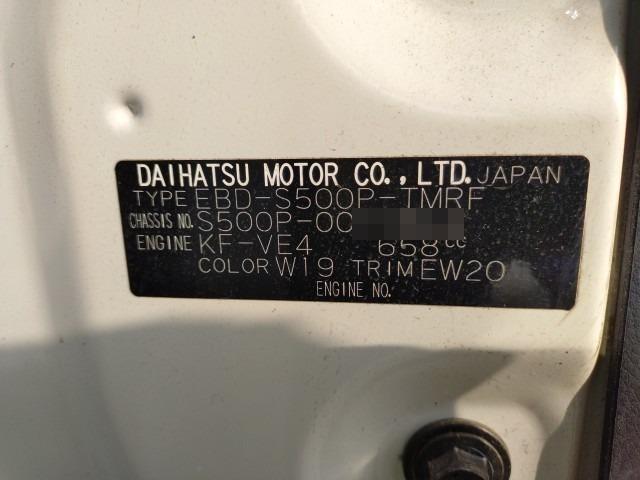 DAIHATSU MOTOR CO., LTD. JAPAN
TYPE EBD-S500P-TMRF
CHASSIS NO. S500P-00
ENGINE KF-VE4 658cc
COLOR W19 TRIM EW20
ENGINE NO.